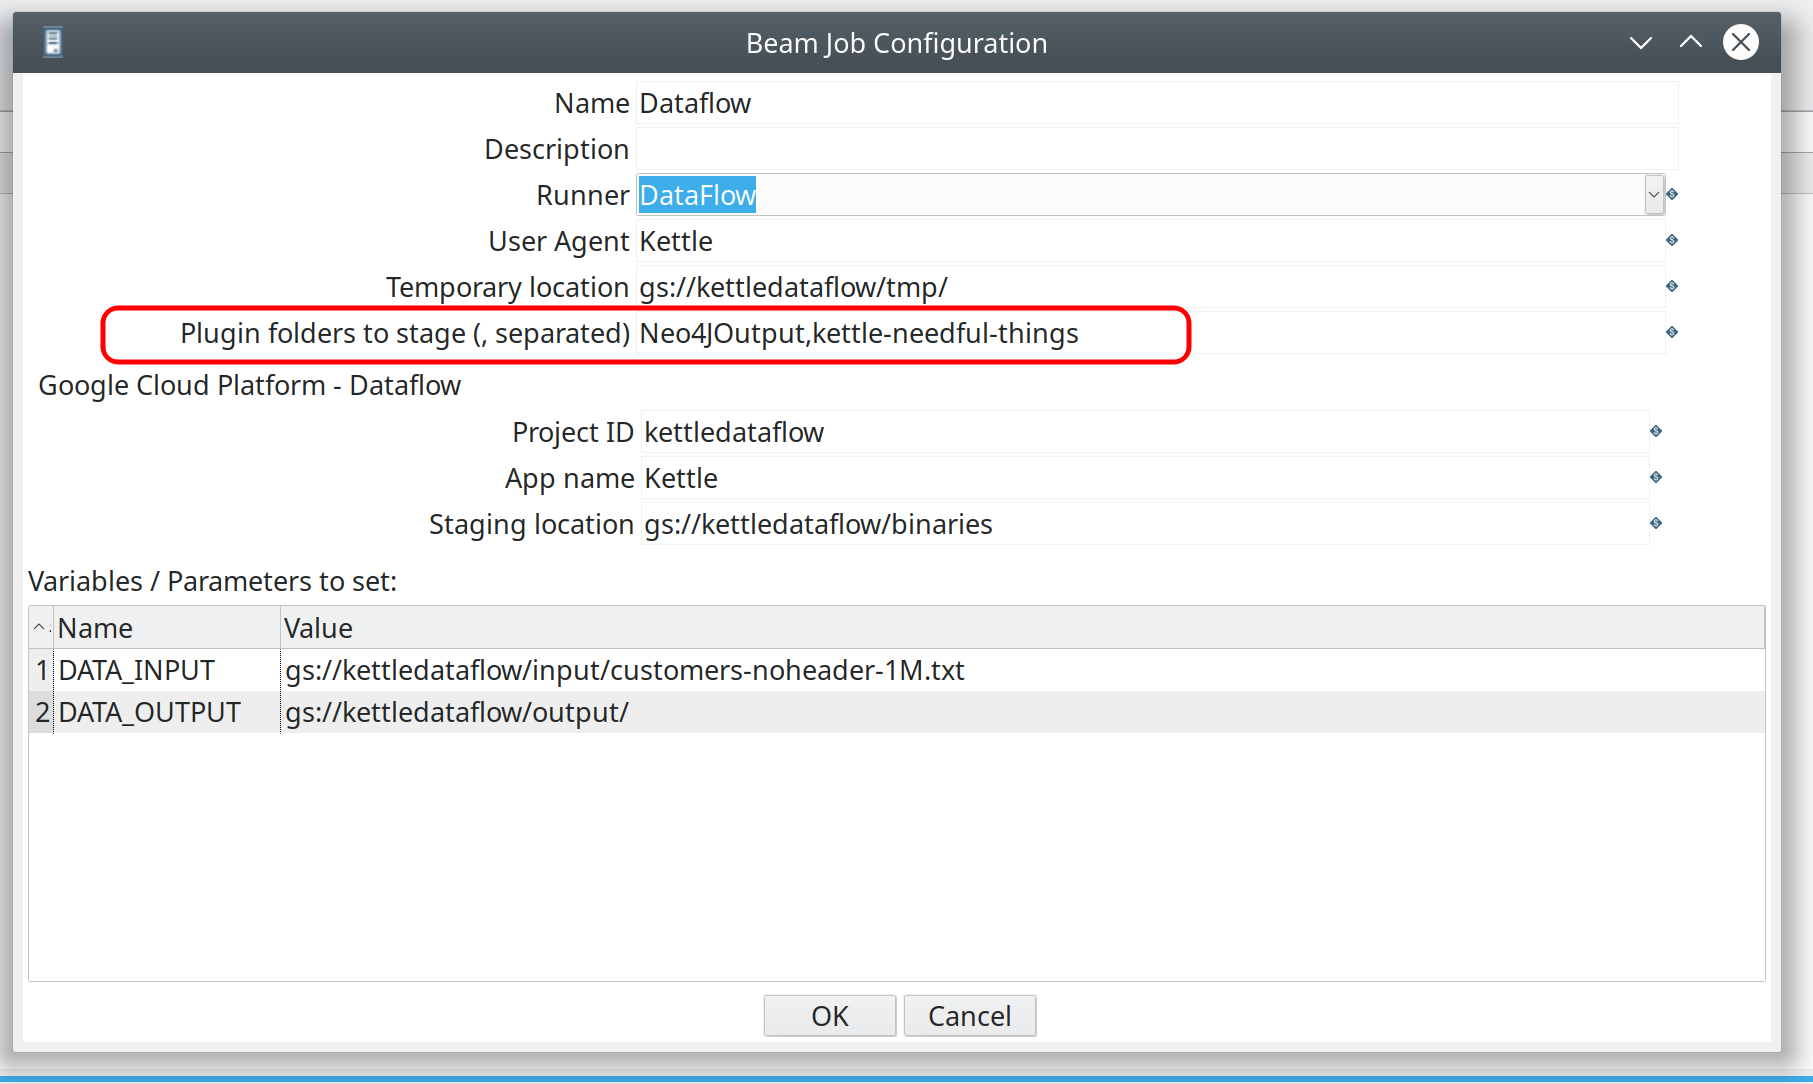 Beam Job Configuration
Name Dataflow
Description
Runner DataFlow
User Agent Kettle
Temporary location gs://kettledataflow/tmp/
Plugin folders to stage (, separated) Neo4JOutput,kettle-needful-things
Google Cloud Platform - Dataflow
Project ID kettledataflow
App name Kettle
Staging location gs://kettledataflow/binaries
Variables / Parameters to set:
Name Value
1 DATA_INPUT gs://kettledataflow/input/customers-noheader-1M.txt
2 DATA_OUTPUT gs://kettledataflow/output/
OK Cancel